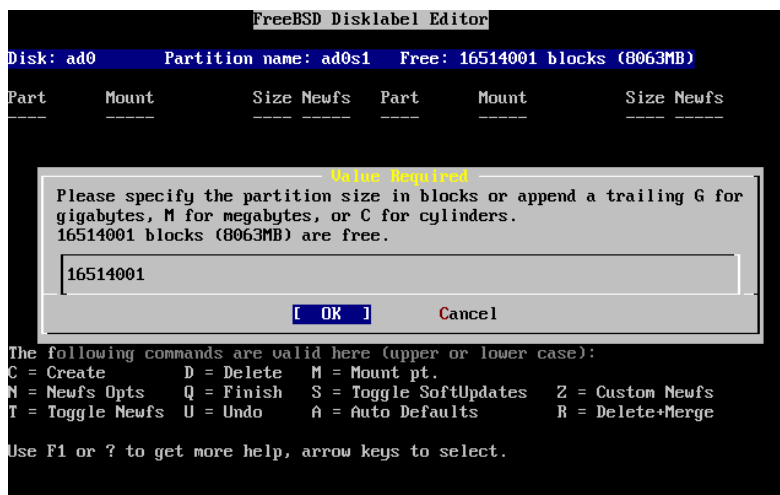 FreeBSD Disklabel Editor
Disk: ad0 Partition name: ad0s1 Free: 16514001 blocks (8063MB)
Part Mount Size Newfs Part Mount Size Newfs
---- ----- ---- ----- ---- ----- ---- -----
Value Required
Please specify the partition size in blocks or append a trailing G for
gigabytes, M for megabytes, or C for cylinders.
16514001 blocks (8063MB) are free.
16514001
[ OK ] Cancel
The following commands are valid here (upper or lower case):
C = Create D = Delete M = Mount pt.
N = Newfs Opts Q = Finish S = Toggle SoftUpdates Z = Custom Newfs
T = Toggle Newfs U = Undo A = Auto Defaults R = Delete+Merge
Use F1 or ? to get more help, arrow keys to select.